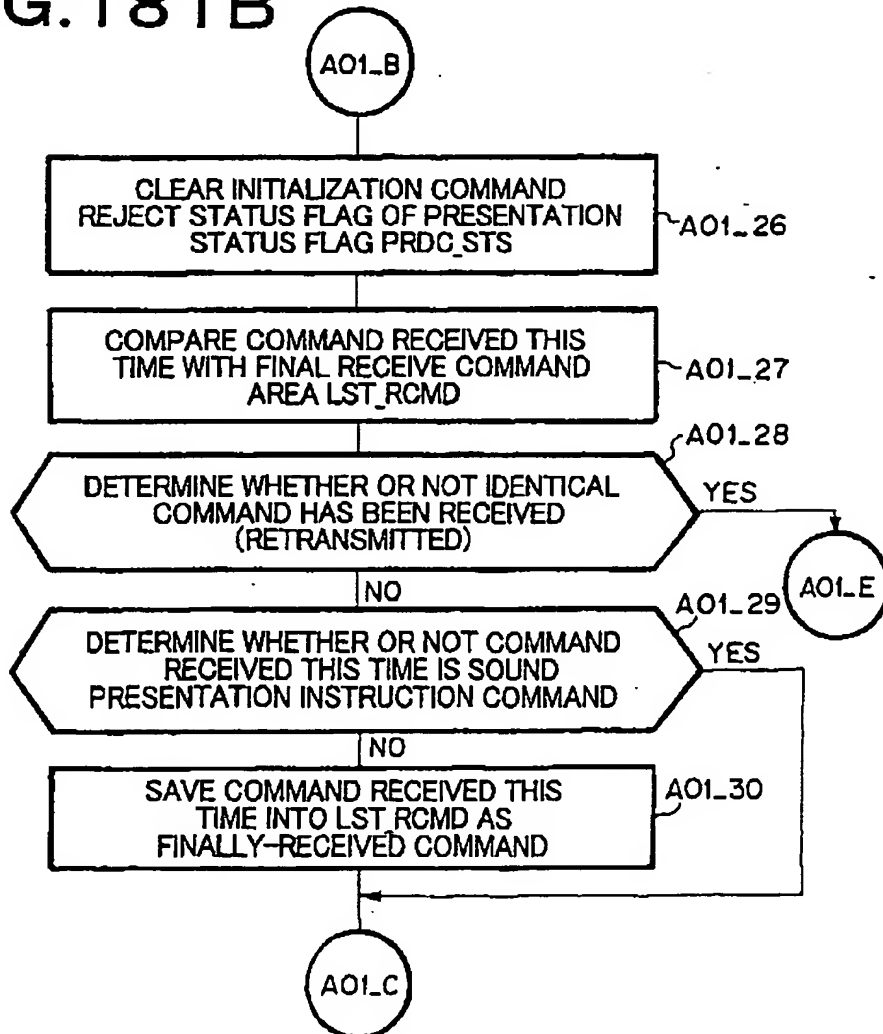 G.181B
A01_B
CLEAR INITIALIZATION COMMAND
REJECT STATUS FLAG OF PRESENTATION
STATUS FLAG PRDC_STS
A01_26
COMPARE COMMAND RECEIVED THIS
TIME WITH FINAL RECEIVE COMMAND
AREA LST_RCMD
A01_27
A01_28
DETERMINE WHETHER OR NOT IDENTICAL
COMMAND HAS BEEN RECEIVED
(RETRANSMITTED)
YES
A01_E
NO
A01_29
DETERMINE WHETHER OR NOT COMMAND
RECEIVED THIS TIME IS SOUND
PRESENTATION INSTRUCTION COMMAND
YES
NO
SAVE COMMAND RECEIVED THIS
TIME INTO LST_RCMD AS
FINALLY-RECEIVED COMMAND
A01_30
A01_C